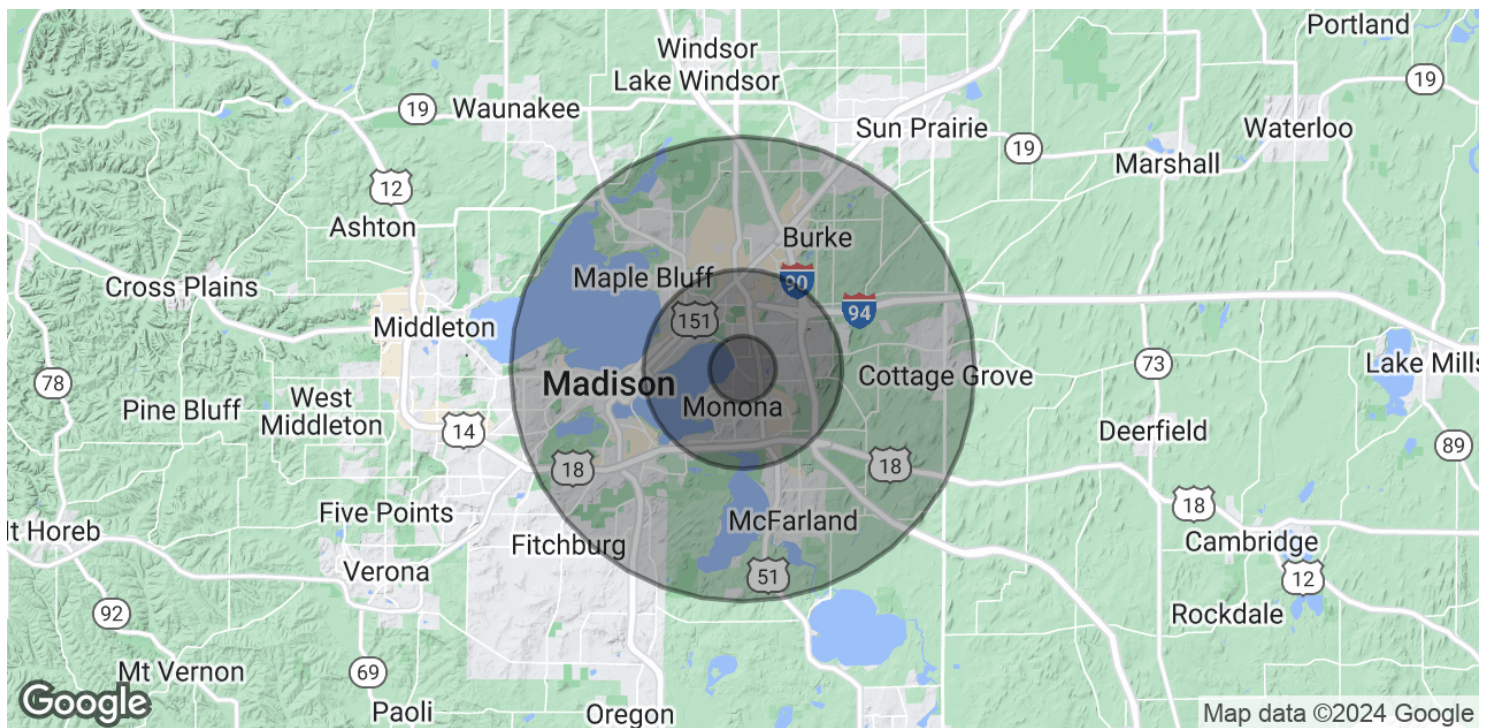 Portland
Windsor
Lake Windsor
19
19
Waunakee
Sun Prairie
Waterloo
19
Marshall
12
Ashton
Burke
Maple Bluff
Cross Plains
90
94
151
Middleton
73
Lake Mills
78
Madison
Cottage Grove
Pine Bluff
West
Middleton
Monona
14
Deerfield
89
18
18
18
Five Points
McFarland
t Horeb
Fitchburg
Cambridge
Verona
51
12
92
Rockdale
Mt Vernon
69
Google
Paoli
Oregon
Map data ©2024 Google